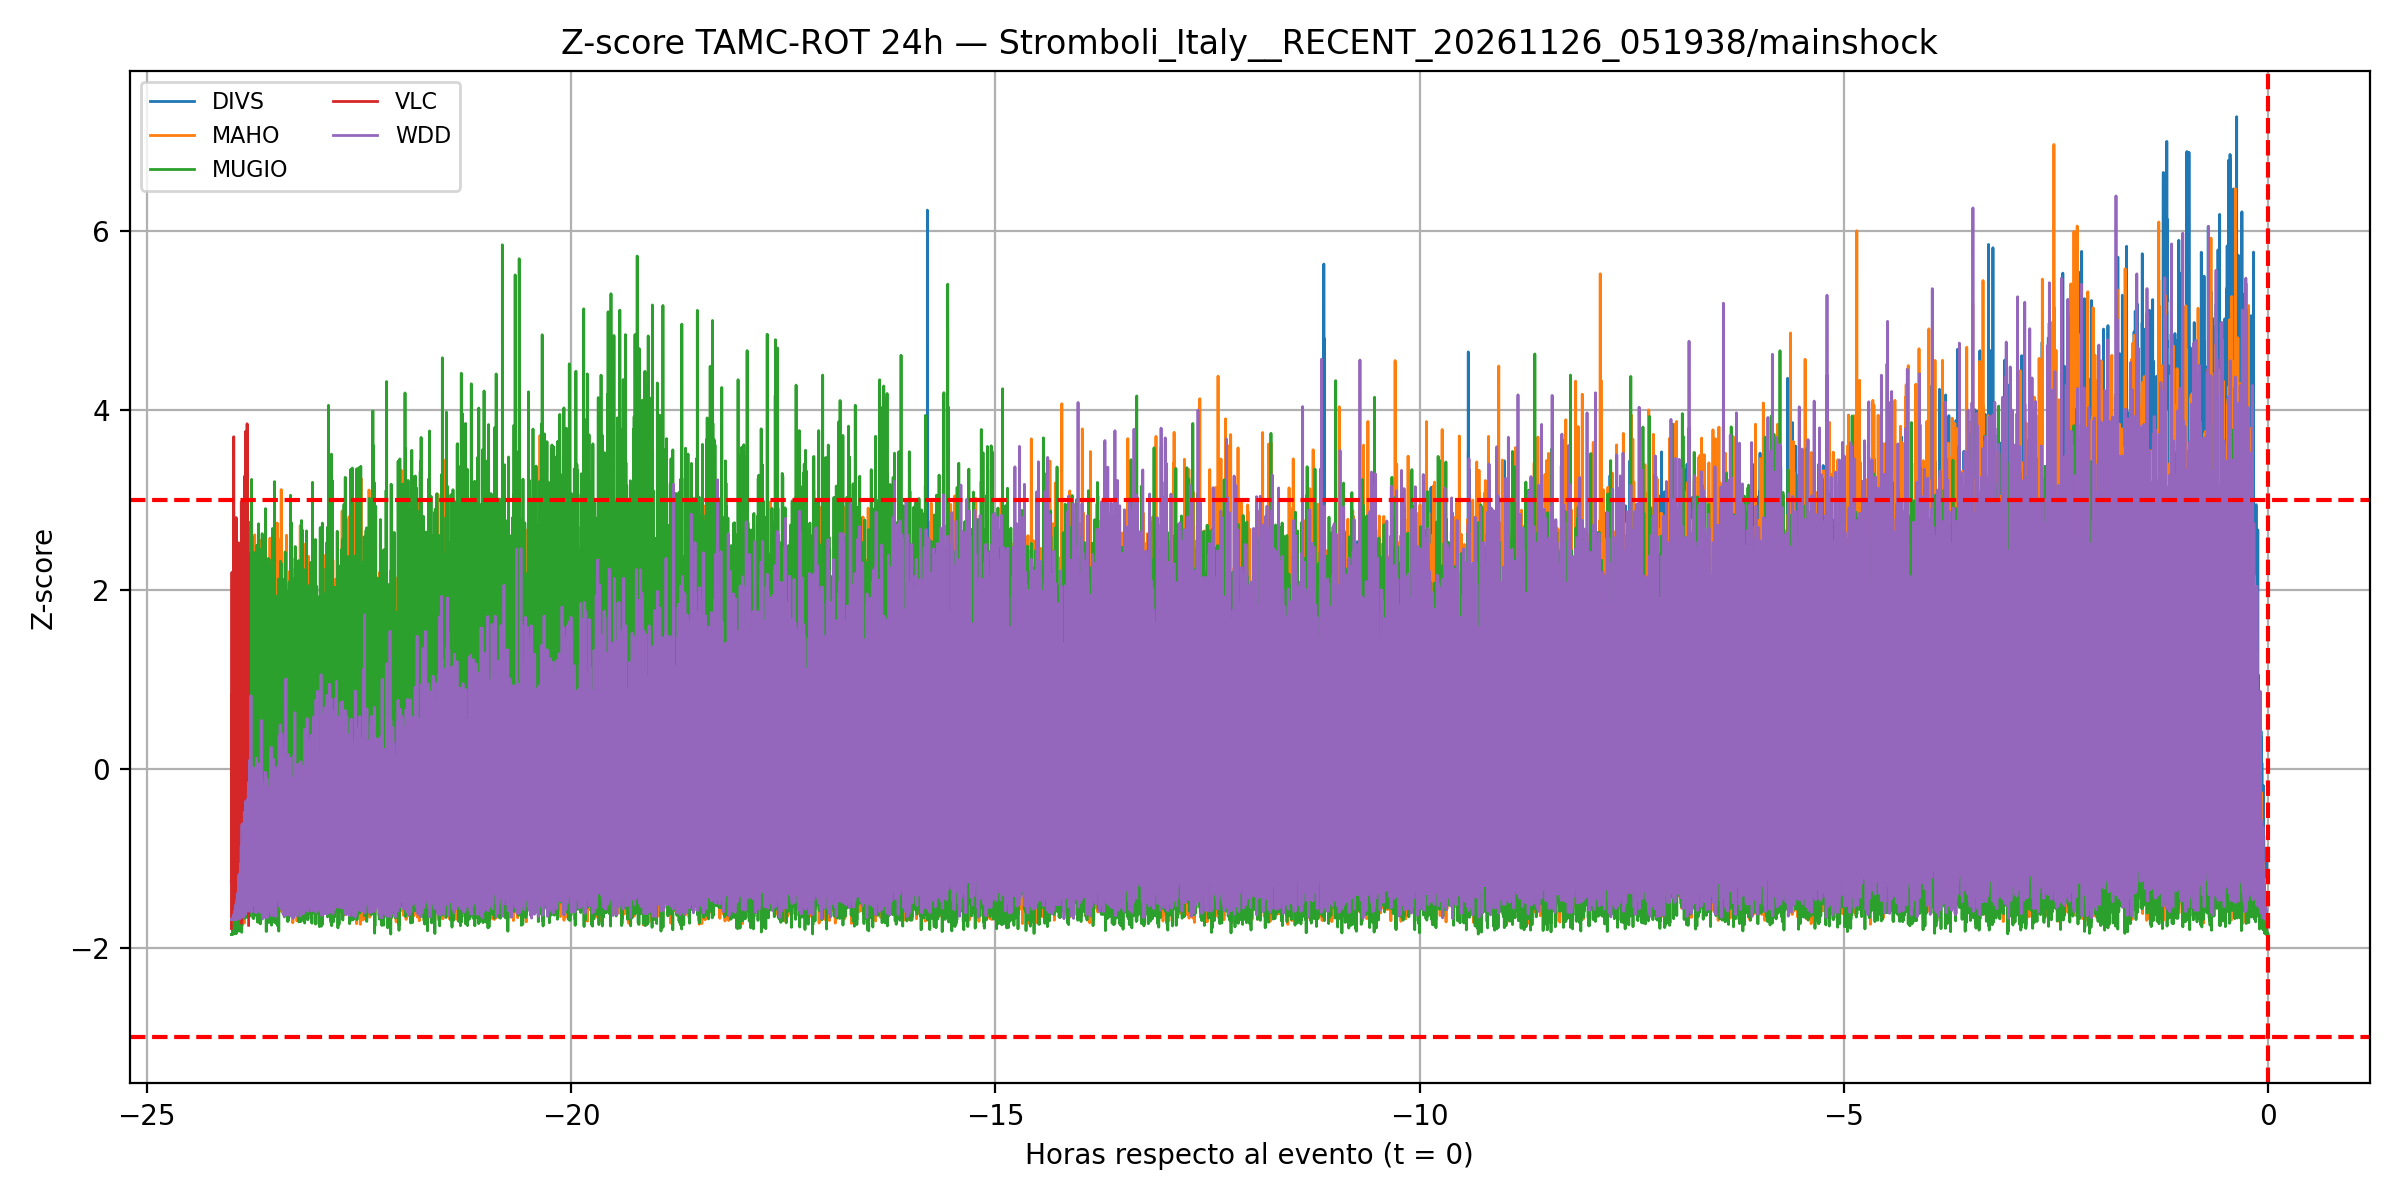 Z-score TAMC-ROT 24h — Stromboli_Italy__RECENT_20261126_051938/mainshock
DIVS
MAHO
MUGIO
VLC
WDD
Z-score
6
4
2
0
−2
−25
−20
−15
−10
−5
0
Horas respecto al evento (t = 0)